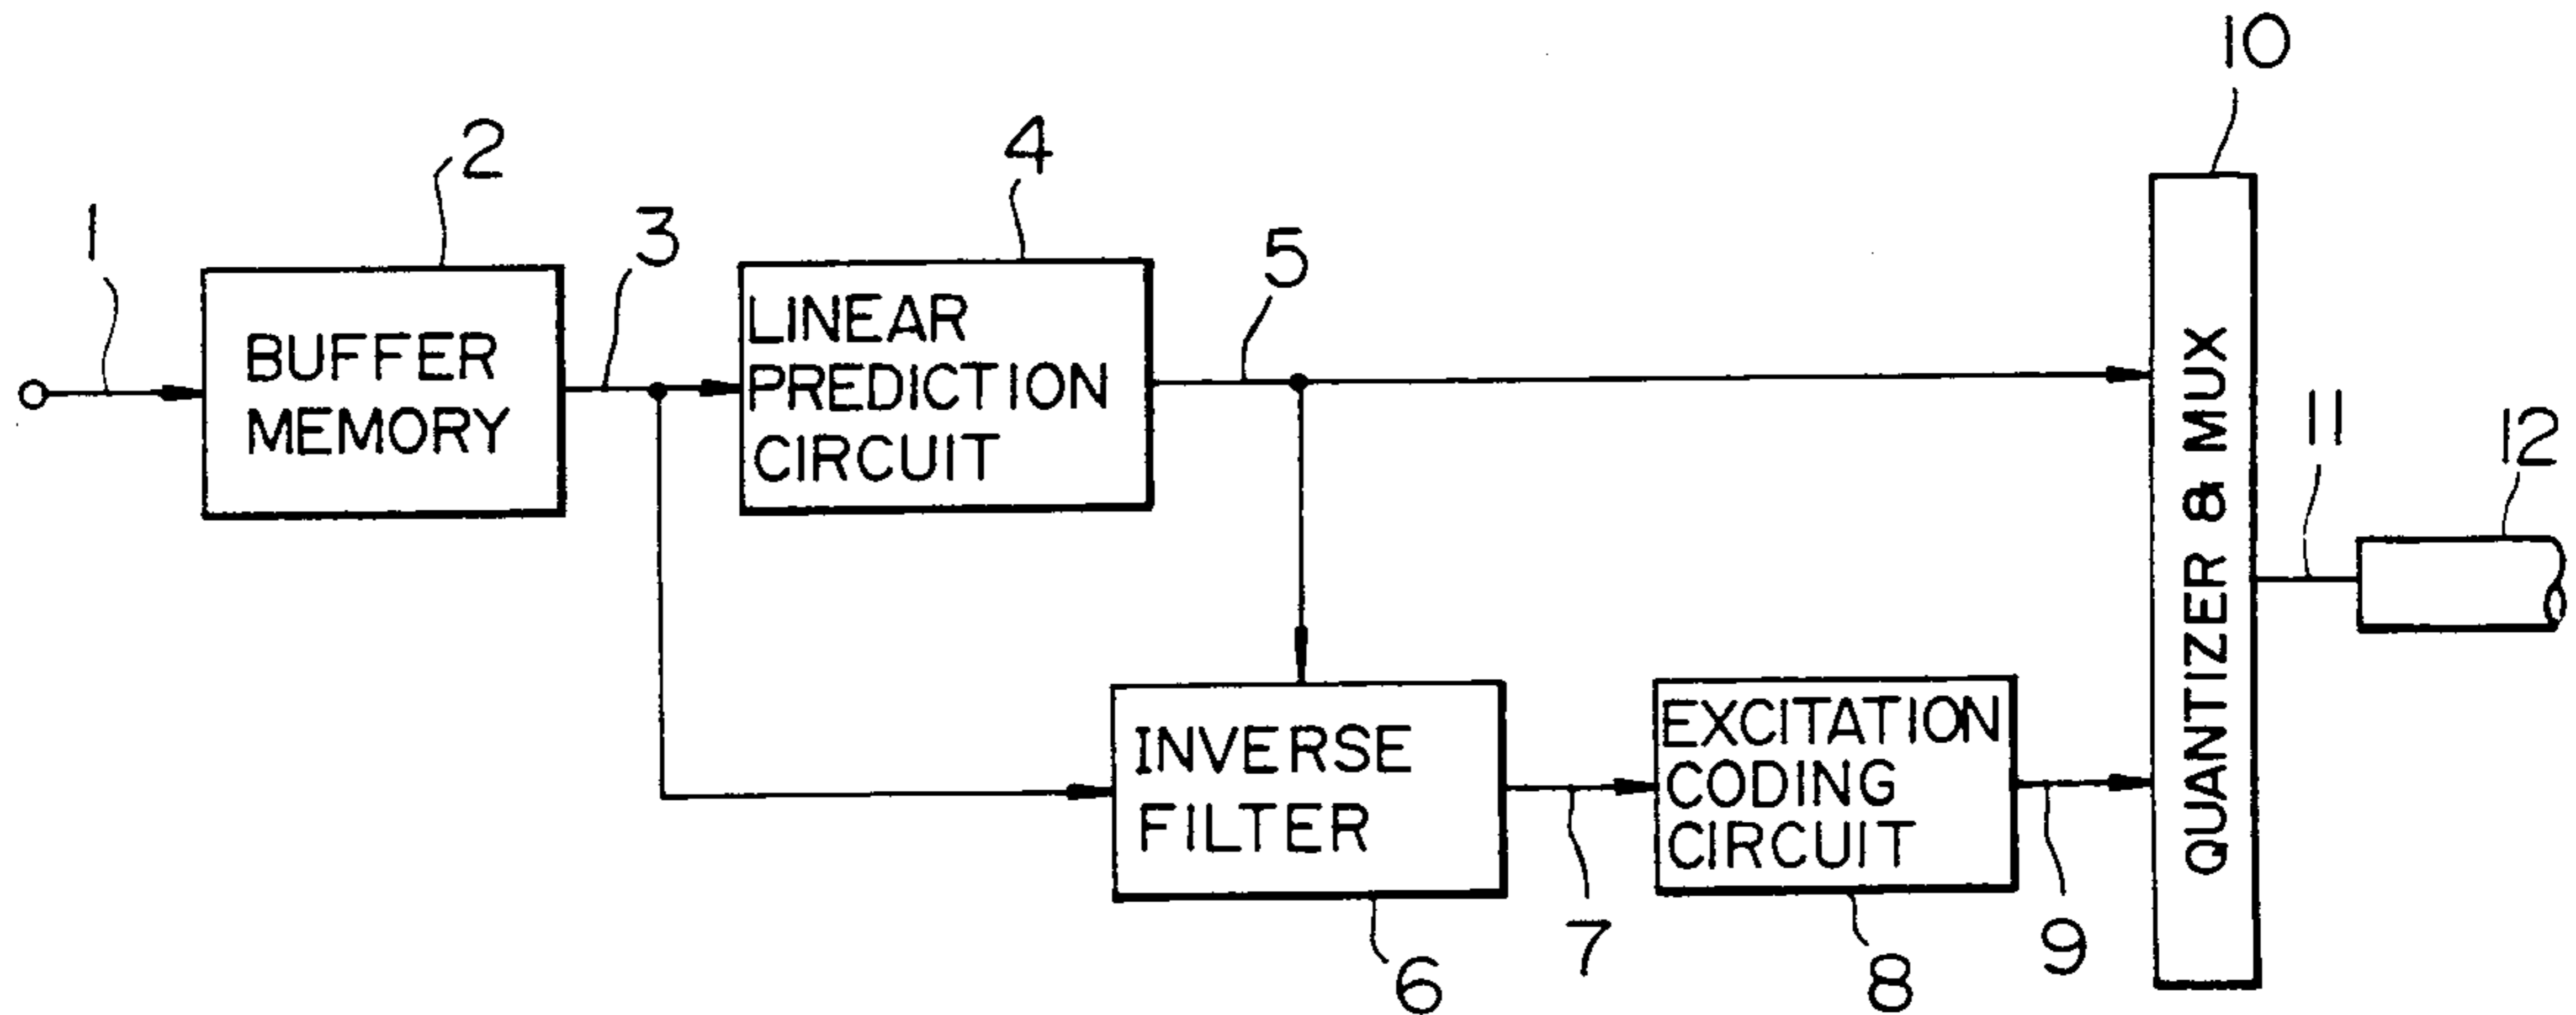 1
2
BUFFER
MEMORY
3
4
LINEAR
PREDICTION
CIRCUIT
5
INVERSE
FILTER
6
7
EXCITATION
CODING
CIRCUIT
8
9
10
QUANTIZER & MUX
11
12